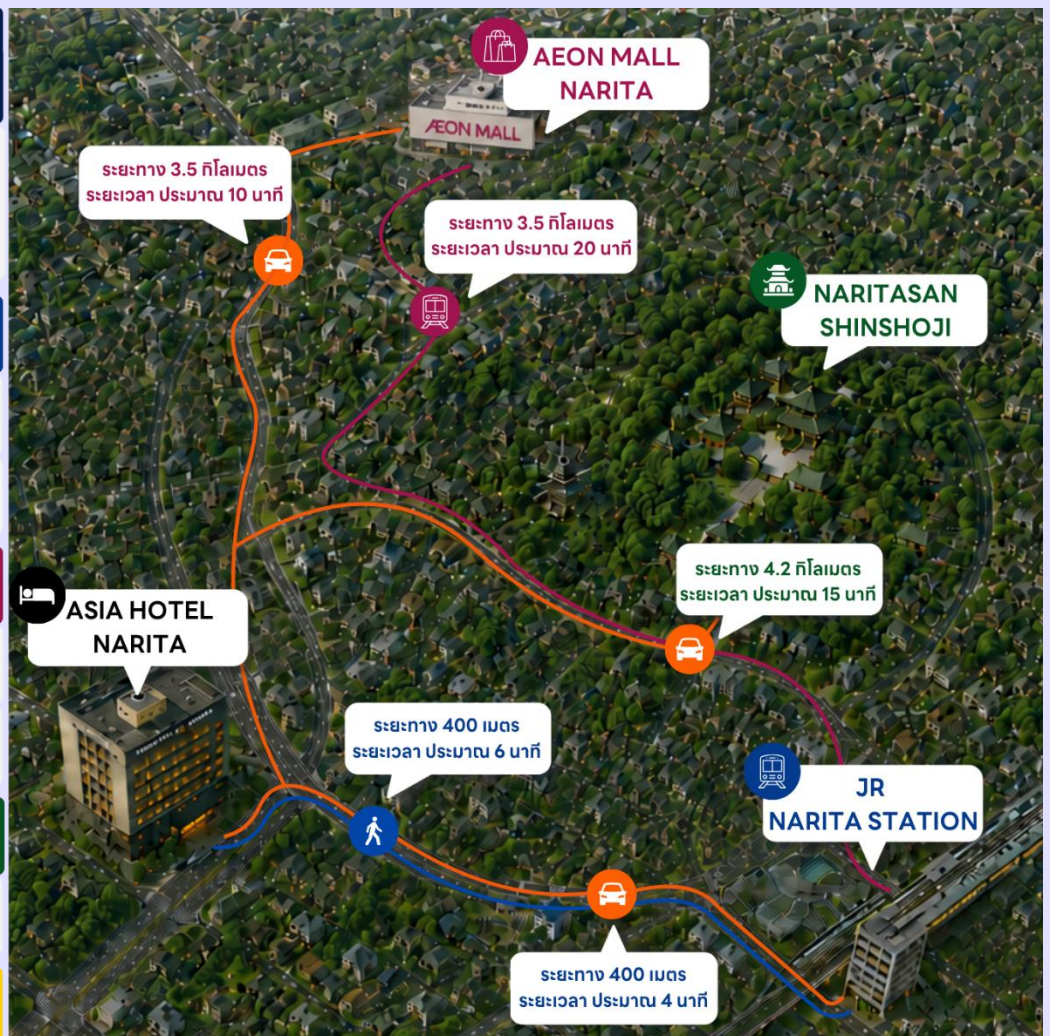 AEON MALL
NARITA
ÆON MALL
ระยะทาง 3.5 กิโลเมตร
ระยะเวลา ประมาณ 10 นาที
ระยะทาง 3.5 กิโลเมตร
ระยะเวลา ประมาณ 20 นาที
NARITASAN
SHINSHOJI
ระยะทาง 4.2 กิโลเมตร
ระยะเวลา ประมาณ 15 นาที
ASIA HOTEL
NARITA
ระยะทาง 400 เมตร
ระยะเวลา ประมาณ 6 นาที
JR
NARITA STATION
ระยะทาง 400 เมตร
ระยะเวลา ประมาณ 4 นาที